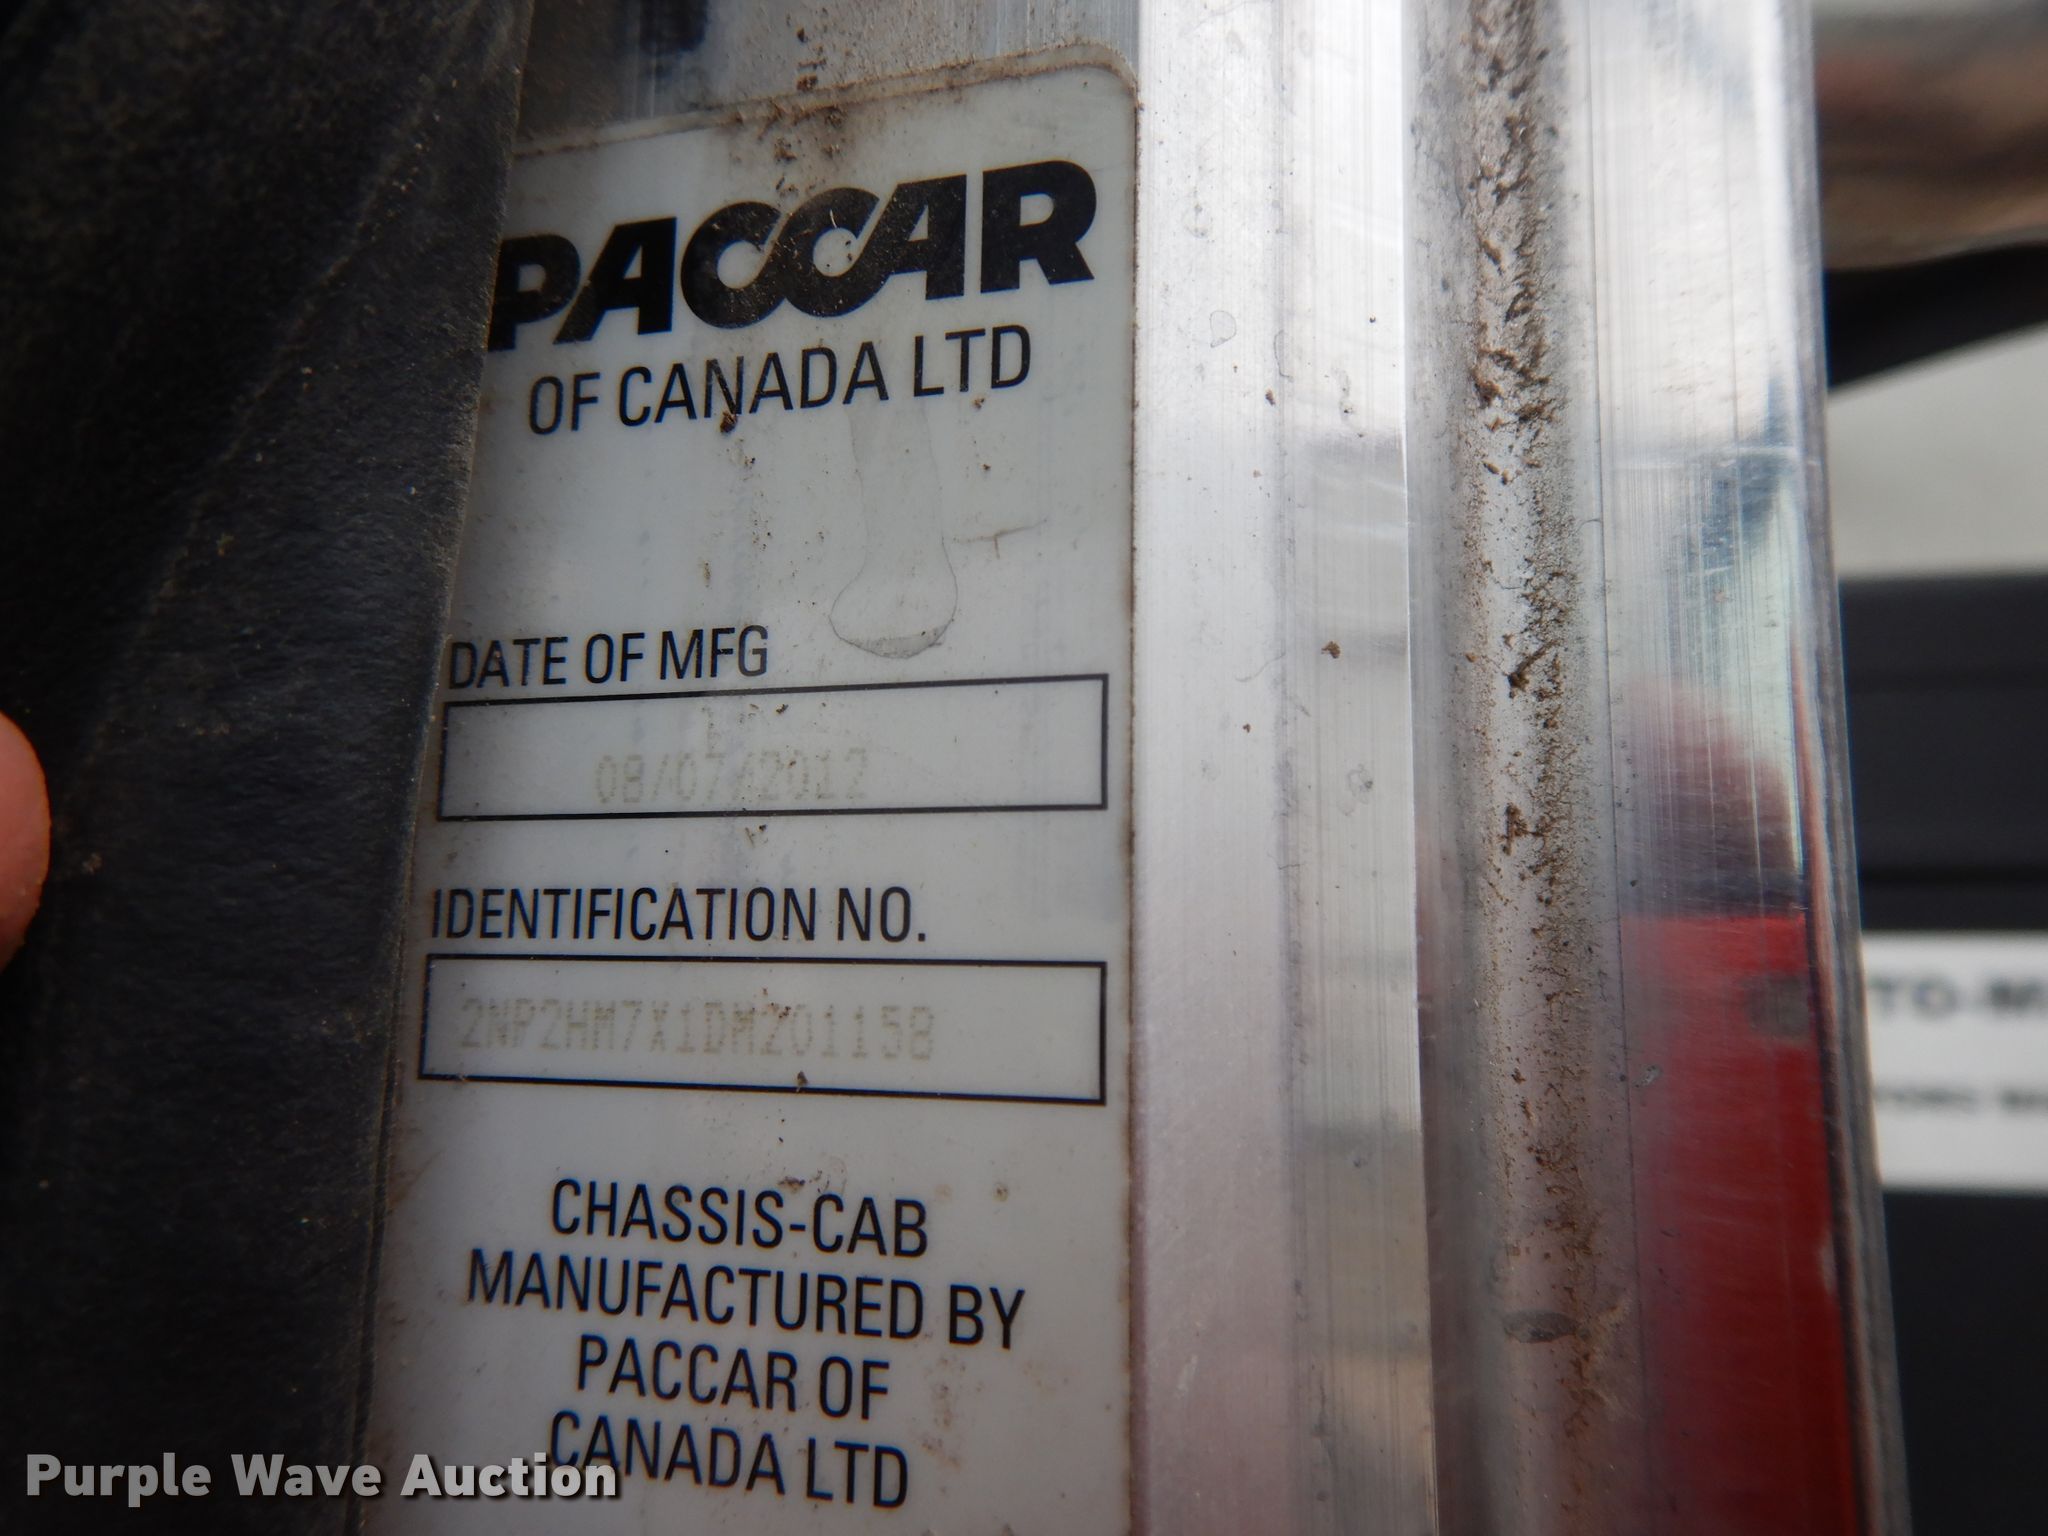 PACCAR
OF CANADA LTD
DATE OF MFG
08/07/2012
IDENTIFICATION NO.
2NP2HM7X1DM201158
CHASSIS-CAB
MANUFACTURED BY
PACCAR OF
CANADA LTD
Purple Wave Auction